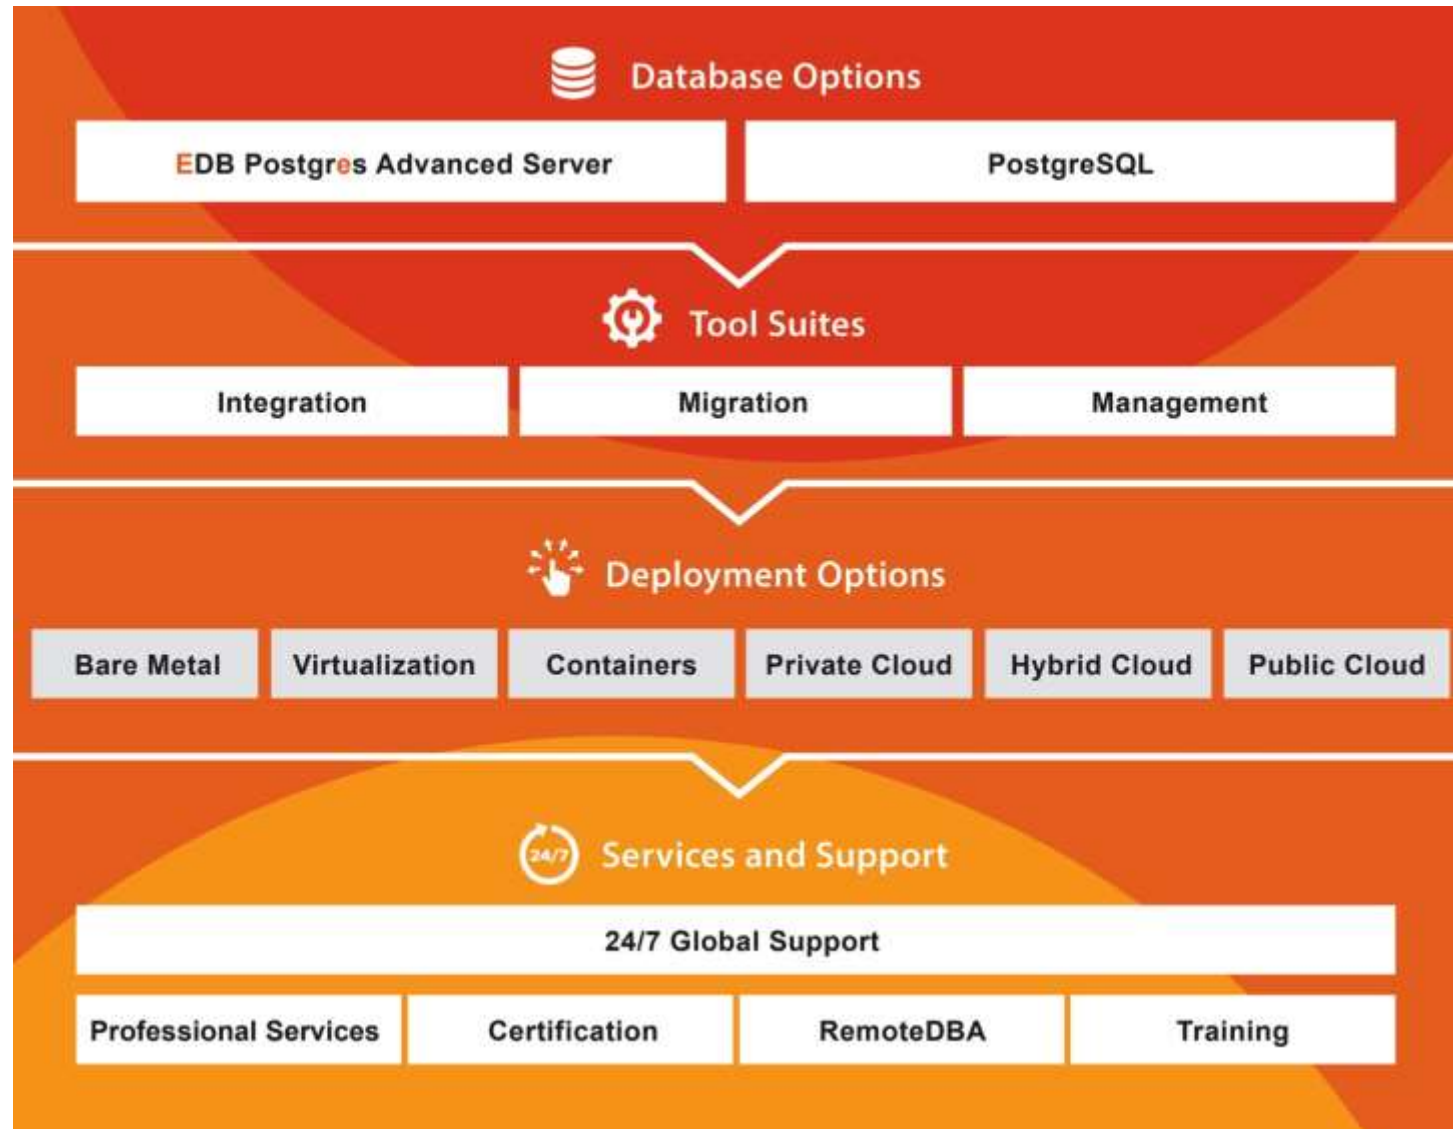 Database Options
EDB Postgres Advanced Server
PostgreSQL
Tool Suites
Integration
Migration
Management
Deployment Options
Bare Metal
Virtualization
Containers
Private Cloud
Hybrid Cloud
Public Cloud
24/7
Services and Support
24/7 Global Support
Professional Services
Certification
RemoteDBA
Training